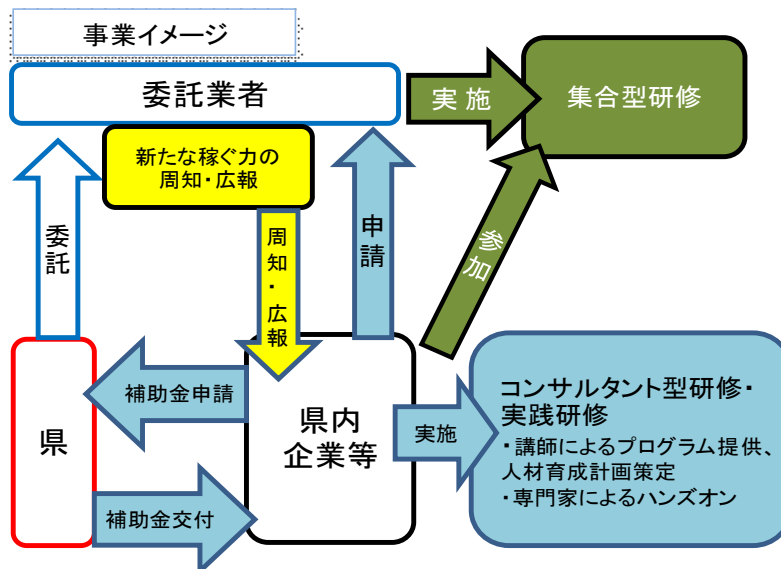 事業イメージ
委託業者
実 施
集合型研修
新たな稼ぐ力の
周知・広報
委託
周知・広報
申請
参加
県
補助金申請
補助金交付
県内
企業等
実施
コンサルタント型研修・
実践研修
・講師によるプログラム提供、
人材育成計画策定
・専門家によるハンズオン